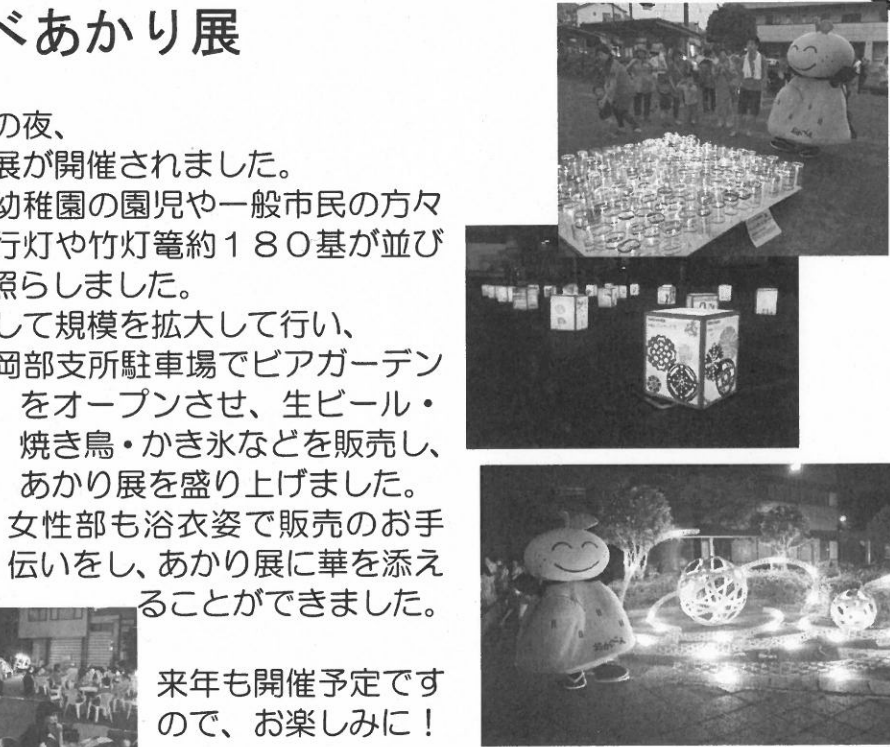 べあかり展
の夜、
展が開催されました。
幼稚園の園児や一般市民の方々
行灯や竹灯篭約１８０基が並び
照らしました。
して規模を拡大して行い、
岡部支所駐車場でビアガーデン
をオープンさせ、生ビール・
焼き鳥・かき氷などを販売し、
あかり展を盛り上げました。
女性部も浴衣姿で販売のお手
伝いをし、あかり展に華を添え
ることができました。
来年も開催予定です
ので、お楽しみに！